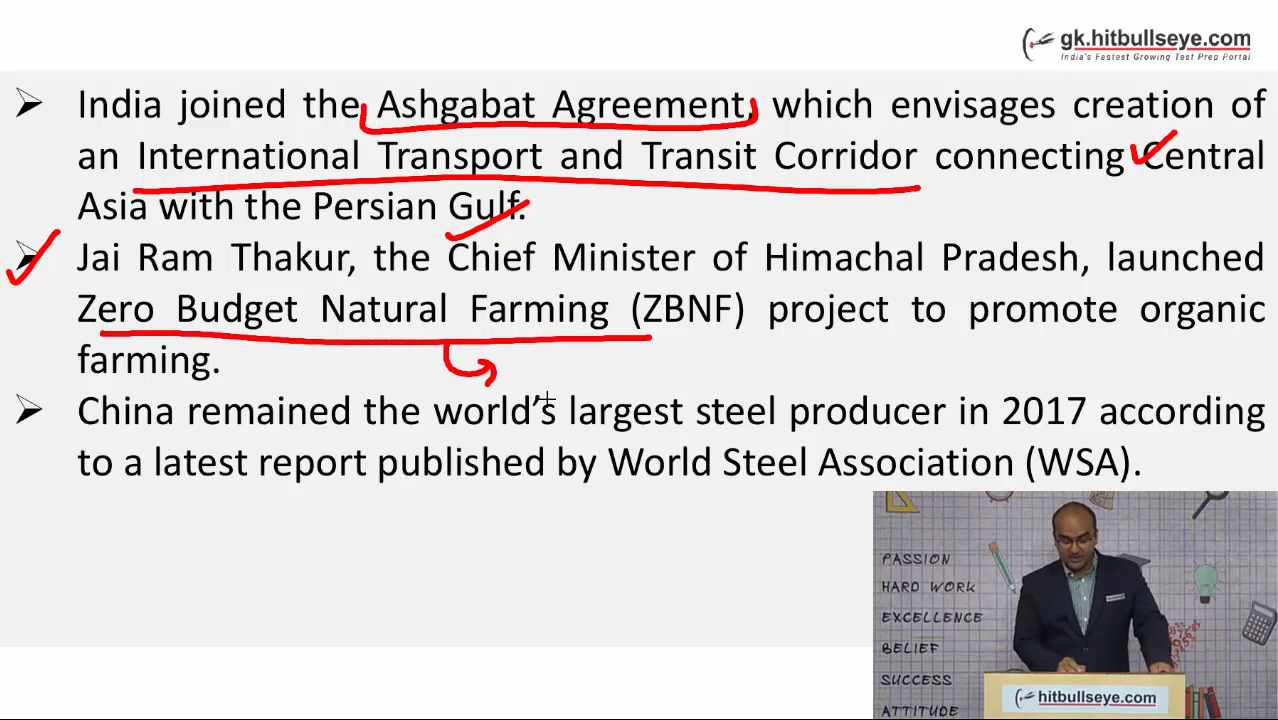 gk.hitbullseye.com
India's Fastest Growing Test Prep Portal
➢ India joined the Ashgabat Agreement, which envisages creation of
an International Transport and Transit Corridor connecting Central
Asia with the Persian Gulf.
➢ Jai Ram Thakur, the Chief Minister of Himachal Pradesh, launched
Zero Budget Natural Farming (ZBNF) project to promote organic
farming.
➢ China remained the world's largest steel producer in 2017 according
to a latest report published by World Steel Association (WSA).
PASSION
HARD WORK
EXCELLENCE
BELIEF
SUCCESS
ATTITUDE
hitbullseye.com